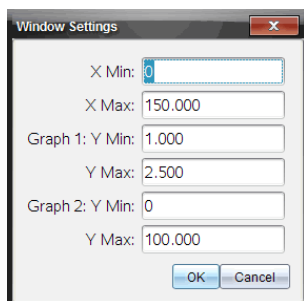 Window Settings
X Min: 0
X Max: 150.000
Graph 1: Y Min: 1.000
Y Max: 2.500
Graph 2: Y Min: 0
Y Max: 100.000
OK Cancel